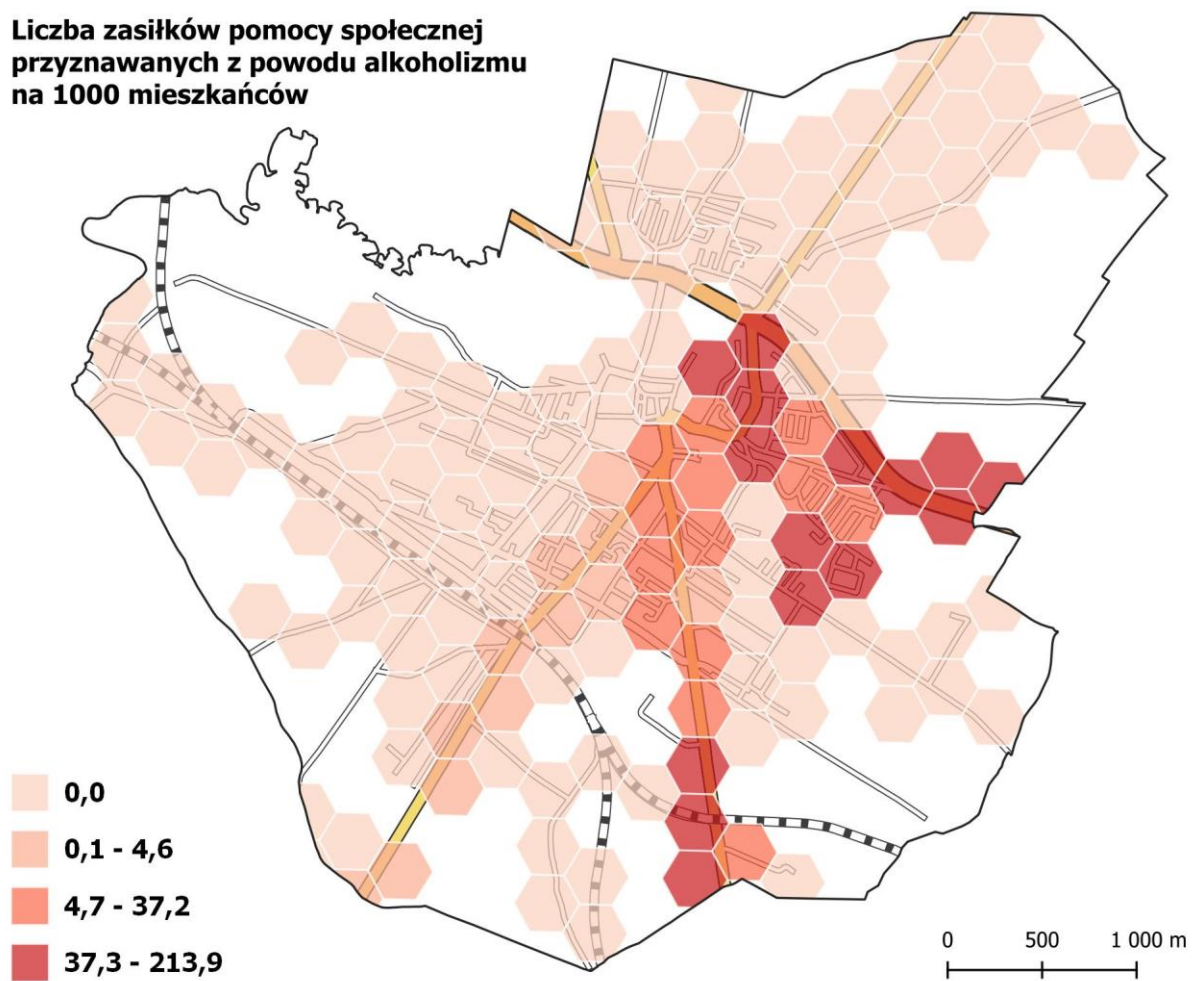 Liczba zasiłków pomocy społecznej
przyznawanych z powodu alkoholizmu
na 1000 mieszkańców
0,0
0,1 - 4,6
4,7 - 37,2
37,3 - 213,9
0 500 1 000 m